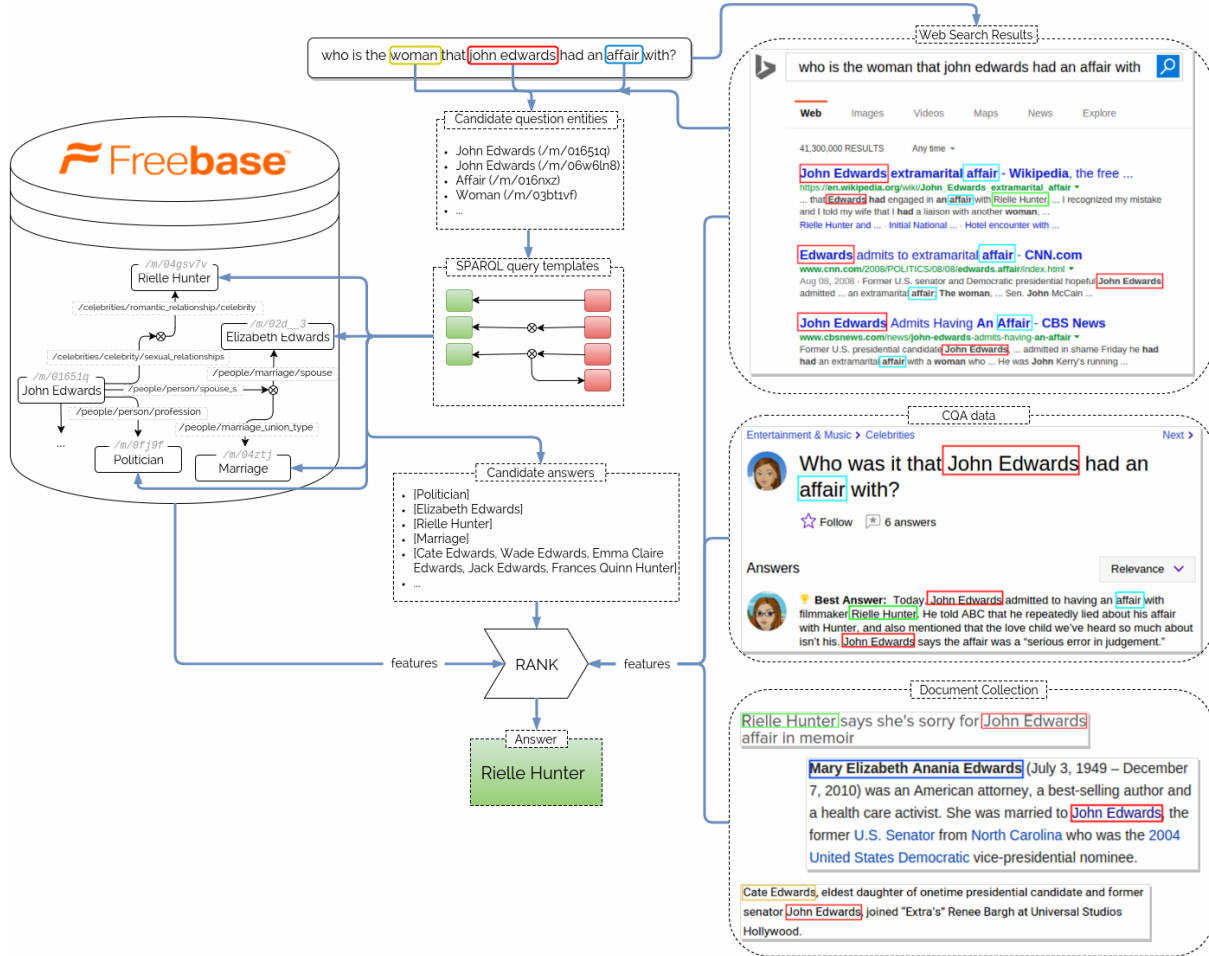 who is the woman that john edwards had an affair with?
Candidate question entities
• John Edwards (/m/01651q)
• John Edwards (/m/06w6ln8)
• Affair (/m/016nxz)
• Woman (/m/03bt1vf)
• ...
SPARQL query templates
Freebase™
/m/04gsv7v
Rielle Hunter
/celebrities/romantic_relationship/celebrity
/m/02d__3
Elizabeth Edwards
/celebrities/celebrity/sexual_relationships
/people/marriage/spouse
/m/01651q
John Edwards
/people/person/spouse_s
/people/person/profession
/people/marriage_union_type
...
/m/0fj9f
Politician
/m/04ztj
Marriage
Candidate answers
• [Politician]
• [Elizabeth Edwards]
• [Rielle Hunter]
• [Marriage]
• [Cate Edwards, Wade Edwards, Emma Claire
Edwards, Jack Edwards, Frances Quinn Hunter]
• ...
features
RANK
features
Answer
Rielle Hunter
Web Search Results
who is the woman that john edwards had an affair with
Web Images Videos Maps News Explore
41,300,000 RESULTS Any time
John Edwards extramarital affair - Wikipedia, the free ...
https://en.wikipedia.org/wiki/John_Edwards_extramarital_affair
... that Edwards had engaged in an affair with Rielle Hunter ... I recognized my mistake
and I told my wife that I had a liaison with another woman, ...
Rielle Hunter and ... · Initial National ... · Hotel encounter with ...
Edwards admits to extramarital affair - CNN.com
www.cnn.com/2008/POLITICS/08/08/edwards.affair/index.html
Aug 08, 2008 · Former U.S. senator and Democratic presidential hopeful John Edwards
admitted ... an extramarital affair. The woman, ... Sen. John McCain ...
John Edwards Admits Having An Affair - CBS News
www.cbsnews.com/news/john-edwards-admits-having-an-affair
Former U.S. presidential candidate John Edwards, ... admitted in shame Friday he had
had an extramarital affair with a woman who ... He was John Kerry's running ...
CQA data
Entertainment & Music > Celebrities Next >
Who was it that John Edwards had an
affair with?
Follow 6 answers
Answers Relevance
Best Answer: Today, John Edwards admitted to having an affair with
filmmaker Rielle Hunter. He told ABC that he repeatedly lied about his affair
with Hunter, and also mentioned that the love child we've heard so much about
isn't his. John Edwards says the affair was a "serious error in judgement."
Document Collection
Rielle Hunter says she's sorry for John Edwards
affair in memoir
Mary Elizabeth Anania Edwards (July 3, 1949 – December
7, 2010) was an American attorney, a best-selling author and
a health care activist. She was married to John Edwards, the
former U.S. Senator from North Carolina who was the 2004
United States Democratic vice-presidential nominee.
Cate Edwards, eldest daughter of onetime presidential candidate and former
senator John Edwards, joined "Extra's" Renee Bargh at Universal Studios
Hollywood.